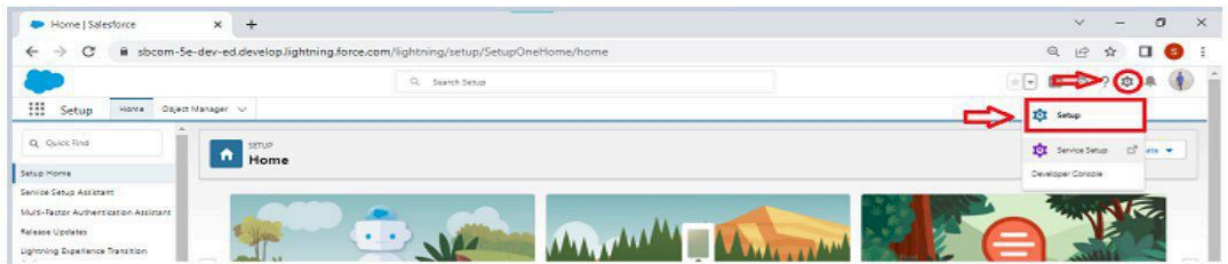 Home | Salesforce
sbcom-5e-dev-ed.develop.lightning.force.com/lightning/setup/SetupOneHome/home
S
Search Setup
?
Setup Home Object Manager
Setup
Quick Find
SETUP
Home
Service Setup
Setup Home
Developer Console
Service Setup Assistant
Multi-Factor Authentication Assistant
Release Updates
Lightning Experience Transition